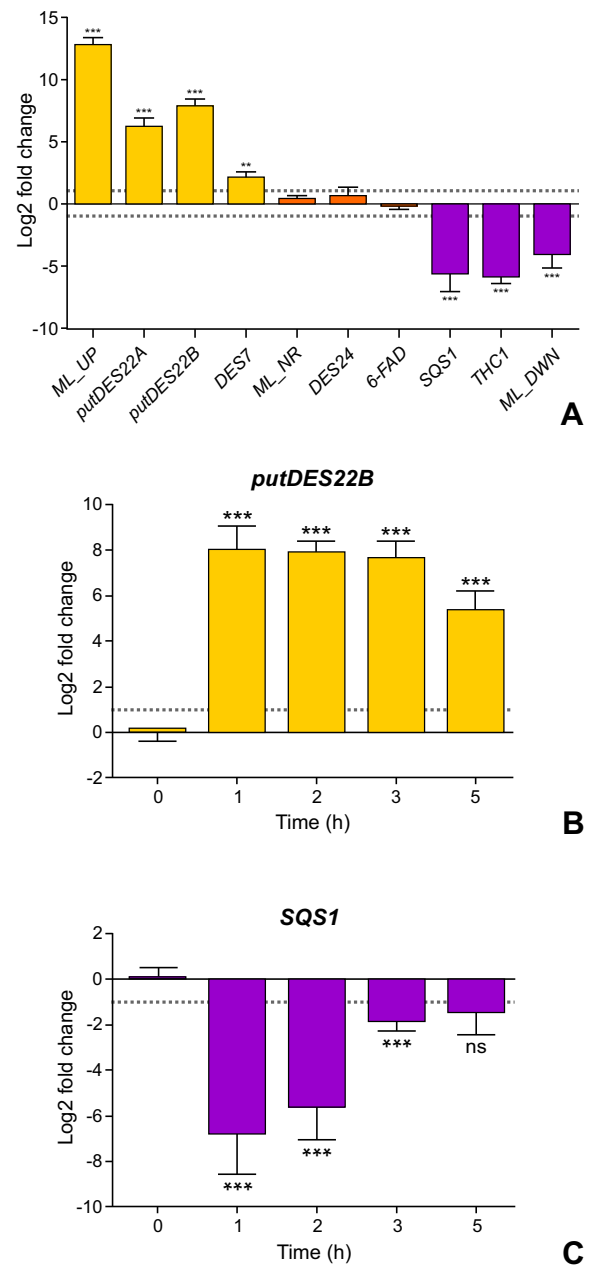 15
10
5
0
-5
-10
Log2 fold change
***
***
***
**
***
***
***
ML_UP
putDES22A
putDES22B
DES7
ML_NR
DES24
6-FAD
SQS1
THC1
ML_DWN
A
putDES22B
10
8
6
4
2
0
-2
Log2 fold change
***
***
***
***
0 1 2 3 5
Time (h)
B
SQS1
2
0
-2
-4
-6
-8
-10
Log2 fold change
***
***
***
ns
0 1 2 3 5
Time (h)
C